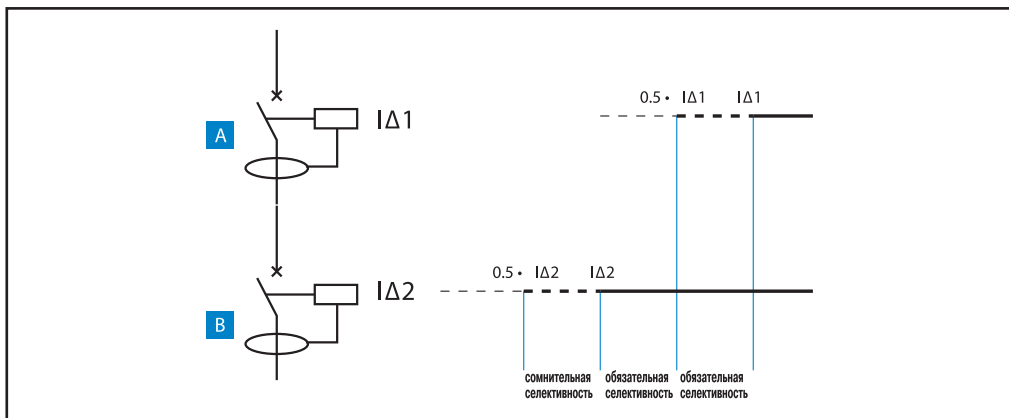 A
IΔ1
0.5 • IΔ1 IΔ1
B
IΔ2
0.5 • IΔ2 IΔ2
сомнительная селективность
обязательная селективность
обязательная селективность